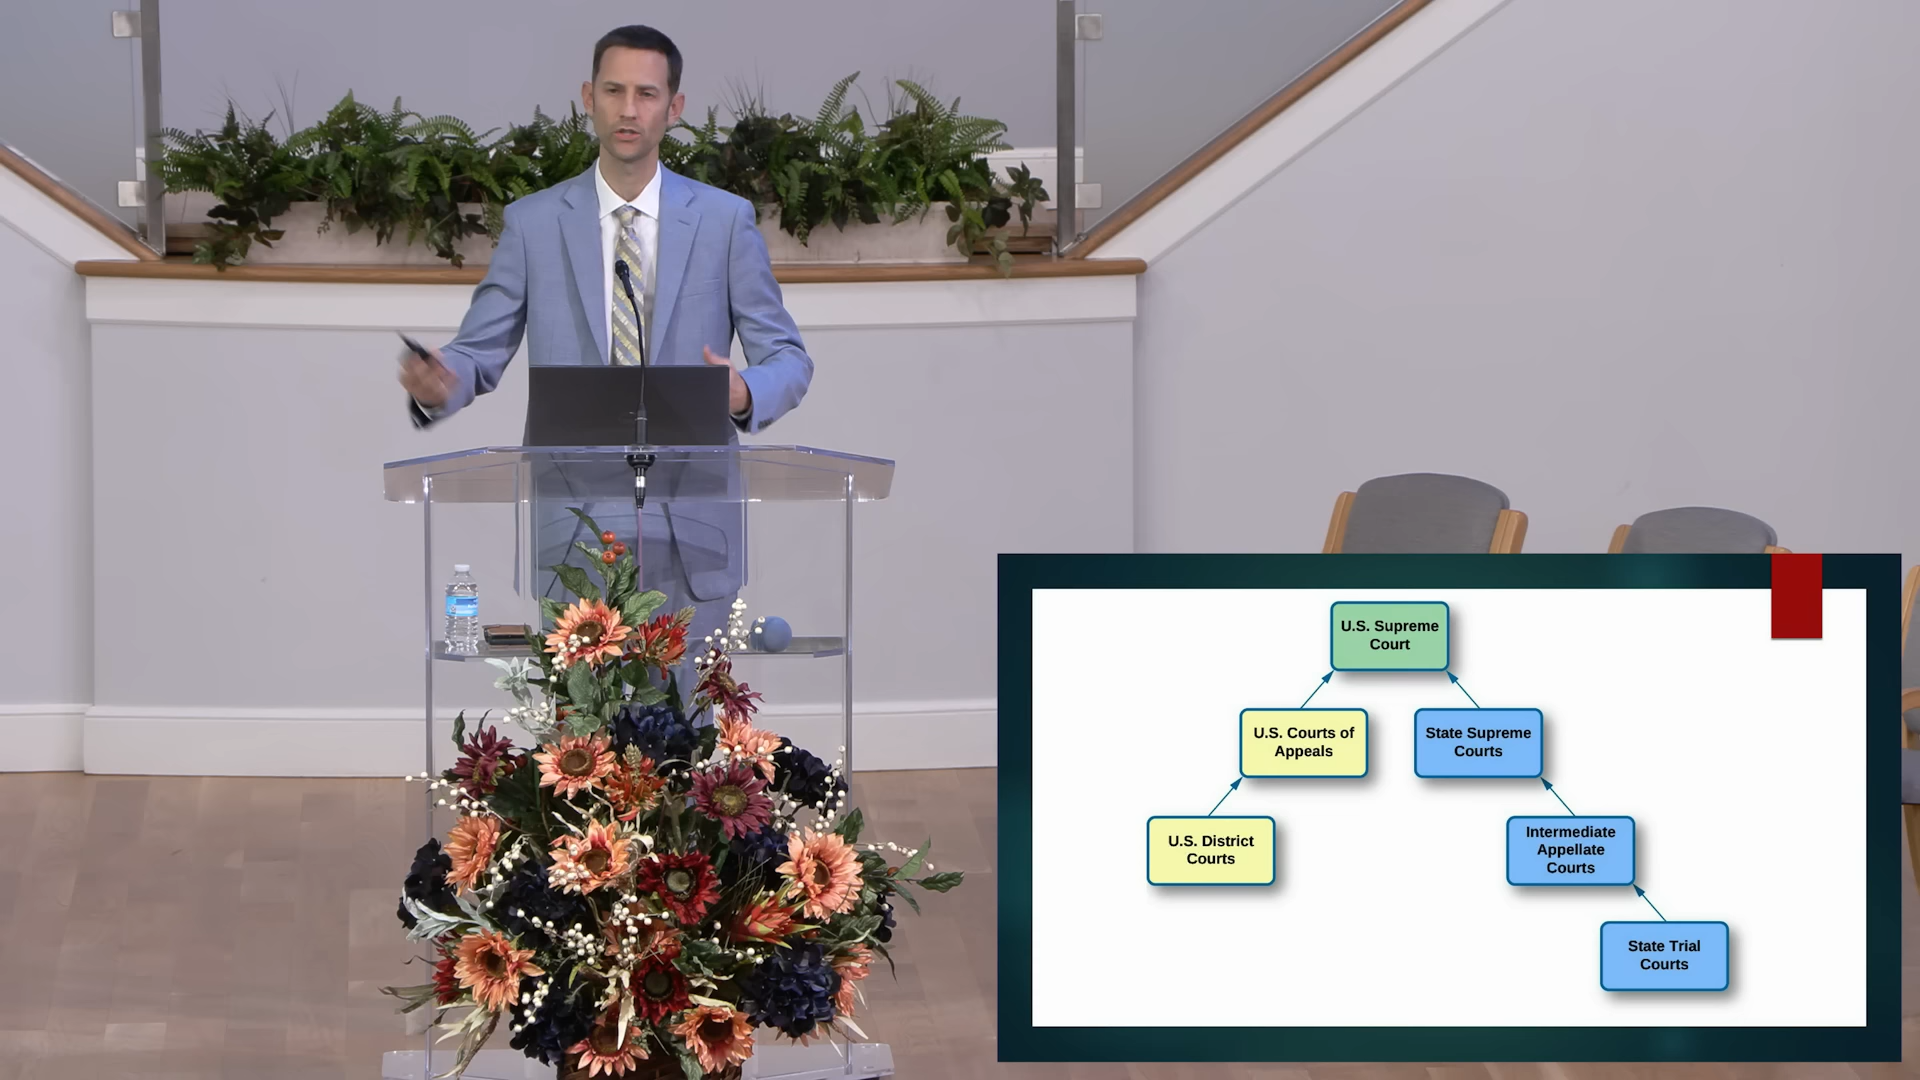 U.S. Supreme
Court
U.S. Courts of
Appeals
State Supreme
Courts
U.S. District
Courts
Intermediate
Appellate
Courts
State Trial
Courts